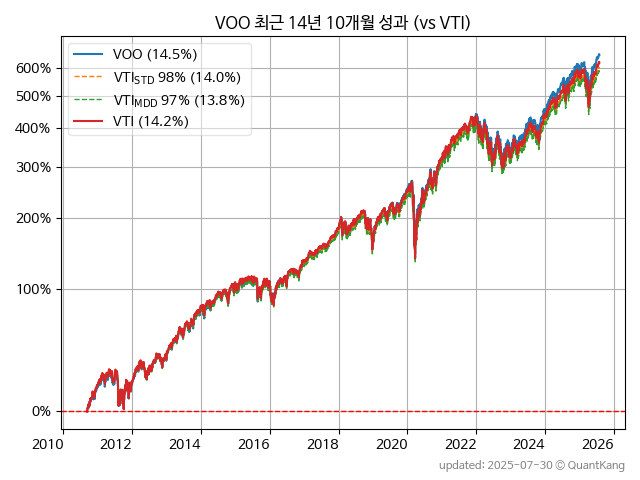 VOO 최근 14년 10개월 성과 (vs VTI)
VOO (14.5%)
VTI_STD 98% (14.0%)
VTI_MDD 97% (13.8%)
VTI (14.2%)
600%
500%
400%
300%
200%
100%
0%
2010 2012 2014 2016 2018 2020 2022 2024 2026
updated: 2025-07-30 © QuantKang